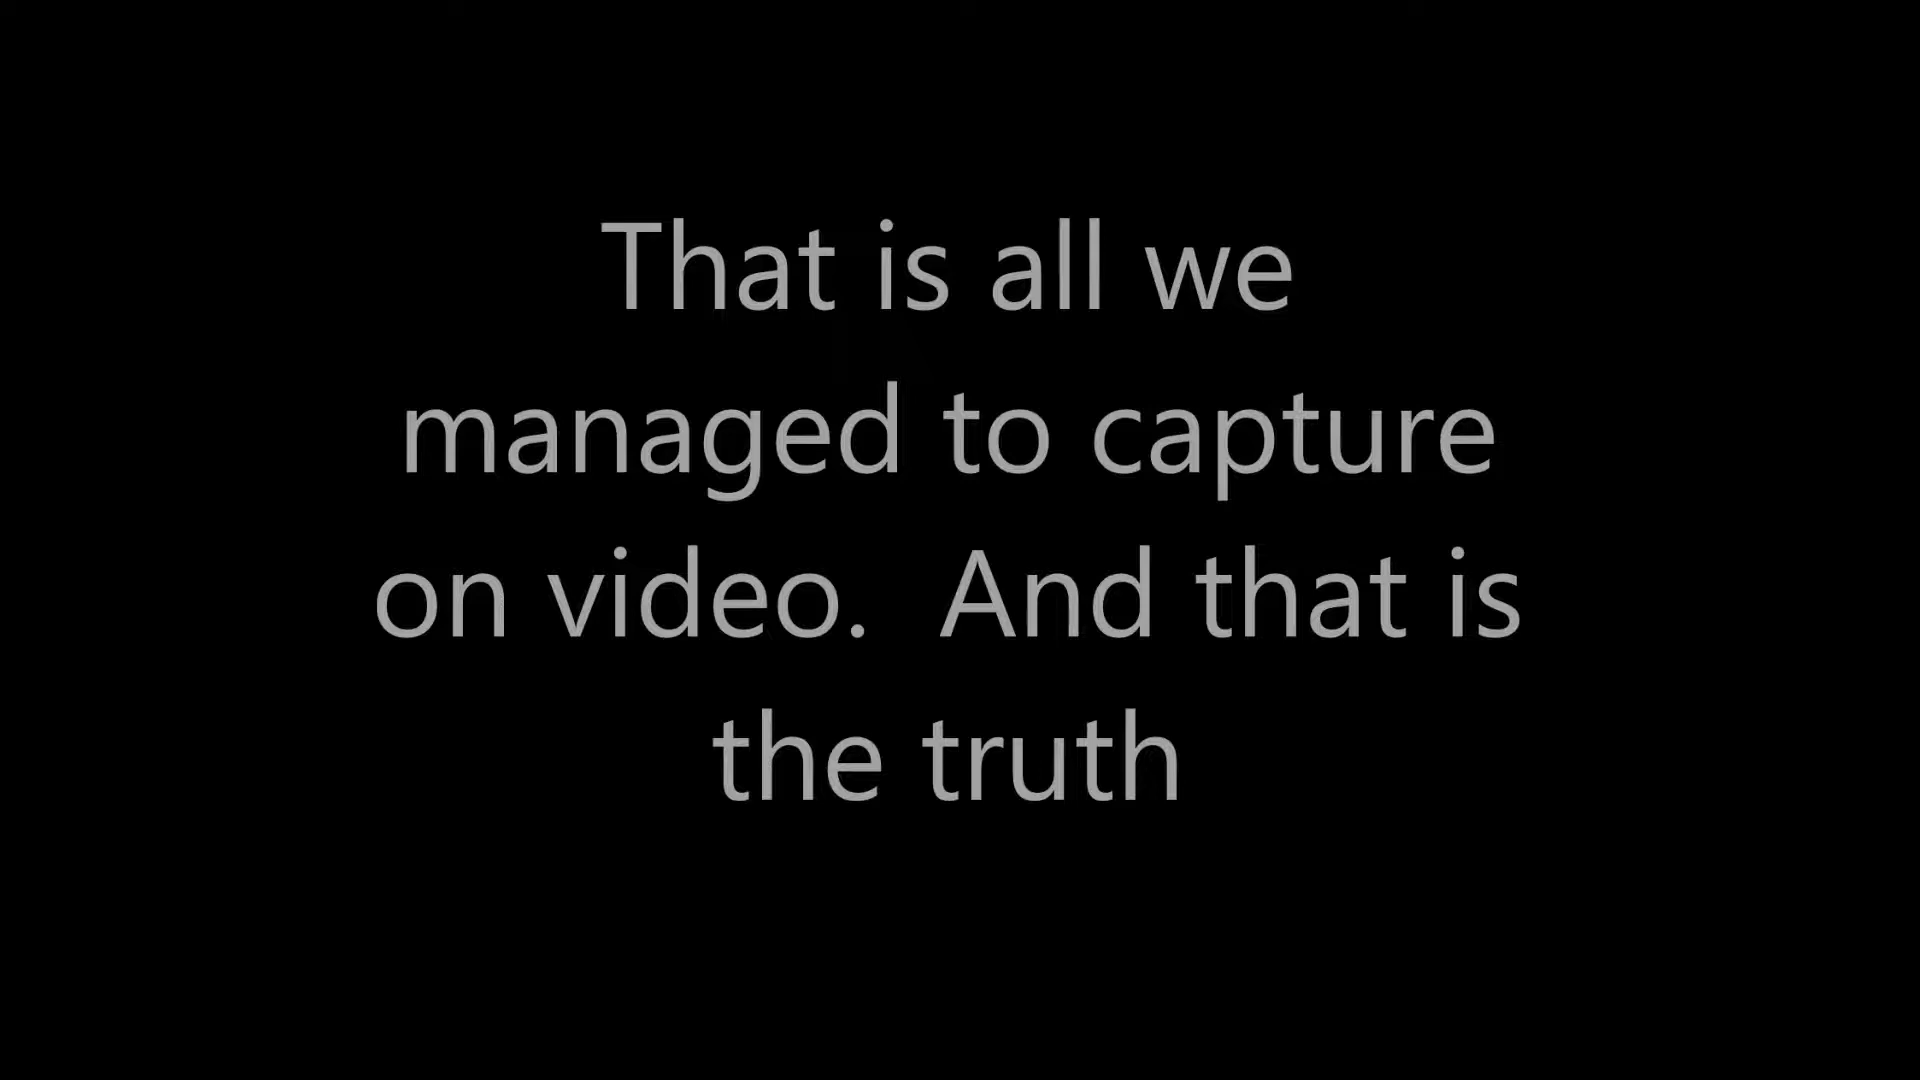 That is all we
managed to capture
on video.  And that is
the truth